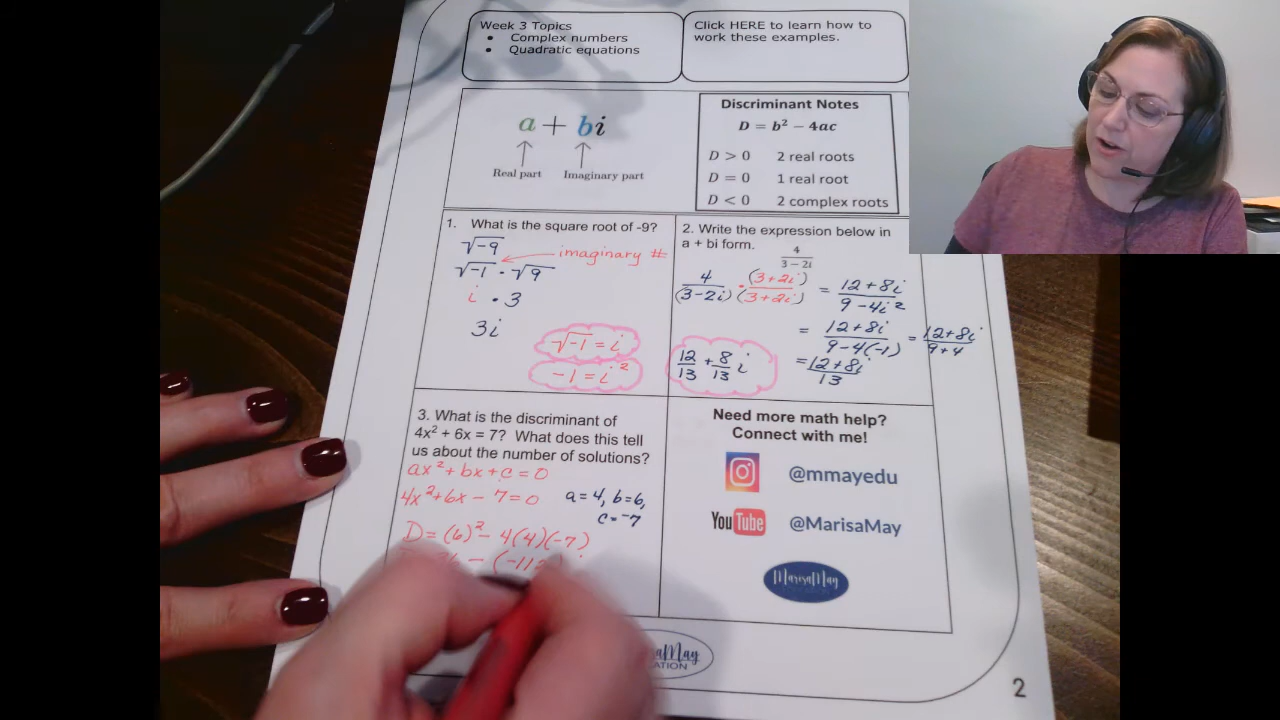 Week 3 Topics
• Complex numbers
• Quadratic equations
Click HERE to learn how to
work these examples.
a + bi
Real part Imaginary part
Discriminant Notes
D = b² − 4ac
D > 0 2 real roots
D = 0 1 real root
D < 0 2 complex roots
1. What is the square root of -9?
√-9
imaginary #
√-1 · √9
i · 3
3i
√-1 = i
-1 = i²
2. Write the expression below in
a + bi form.
4/(3 − 2i)
4/(3-2i) · (3+2i)/(3+2i) = (12+8i)/(9-4i²)
= (12+8i)/(9-4(-1)) = (12+8i)/(9+4)
= (12+8i)/13
12/13 + 8/13 i
3. What is the discriminant of
4x² + 6x = 7? What does this tell
us about the number of solutions?
ax²+bx+c=0
4x²+6x-7=0
a=4, b=6,
c=-7
D=(6)²-4(4)(-7)
- (-112
Need more math help?
Connect with me!
@mmayedu
YouTube @MarisaMay
MarisaMay
aMay
ATION
2